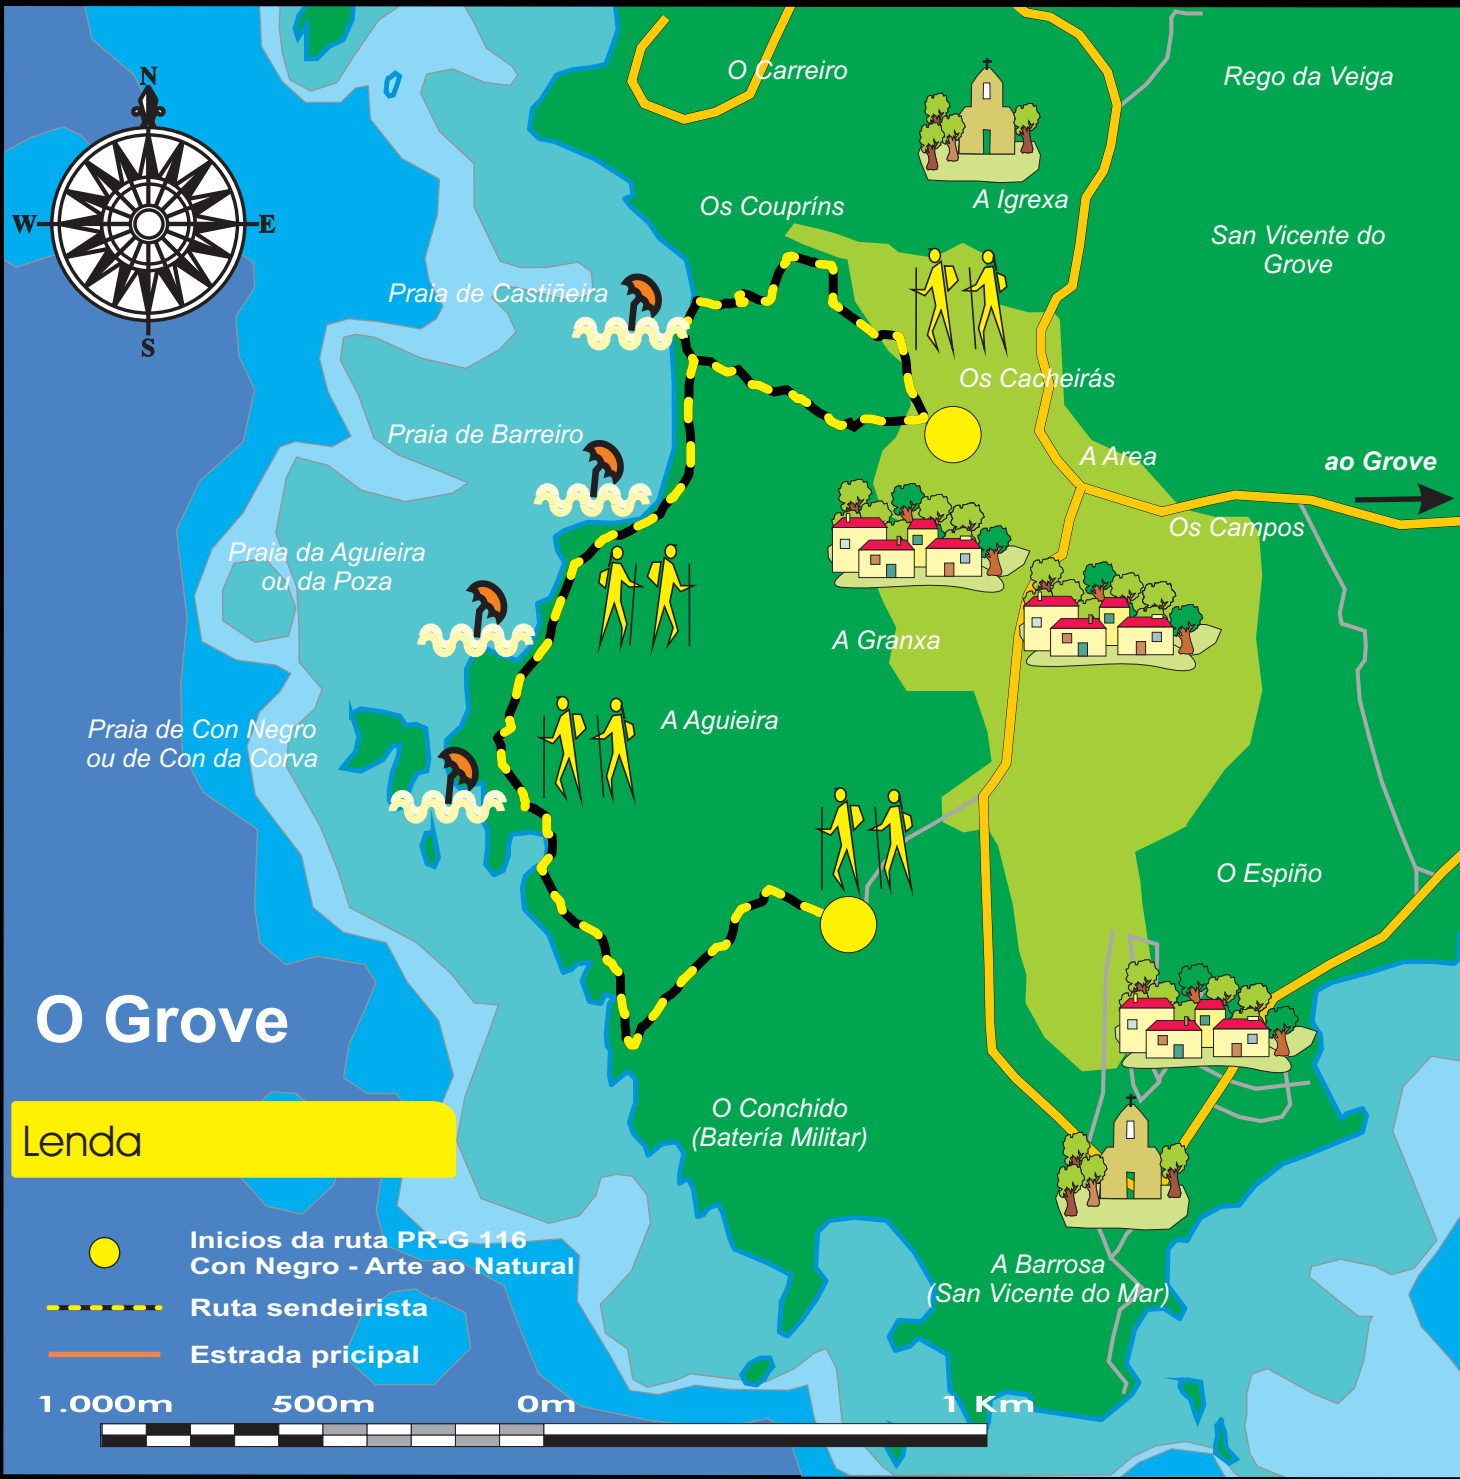 N
W
E
S
O Carreiro
Rego da Veiga
Os Coupríns
A Igrexa
San Vicente do
Grove
Praia de Castiñeira
Os Cacheirás
Praia de Barreiro
A Area
ao Grove
Os Campos
Praia da Aguieira
ou da Poza
A Granxa
A Aguieira
Praia de Con Negro
ou de Con da Corva
O Espiño
O Grove
O Conchido
(Batería Militar)
Lenda
A Barrosa
(San Vicente do Mar)
Inicios da ruta PR-G 116
Con Negro - Arte ao Natural
Ruta sendeirista
Estrada pricipal
1.000m 500m 0m 1 Km